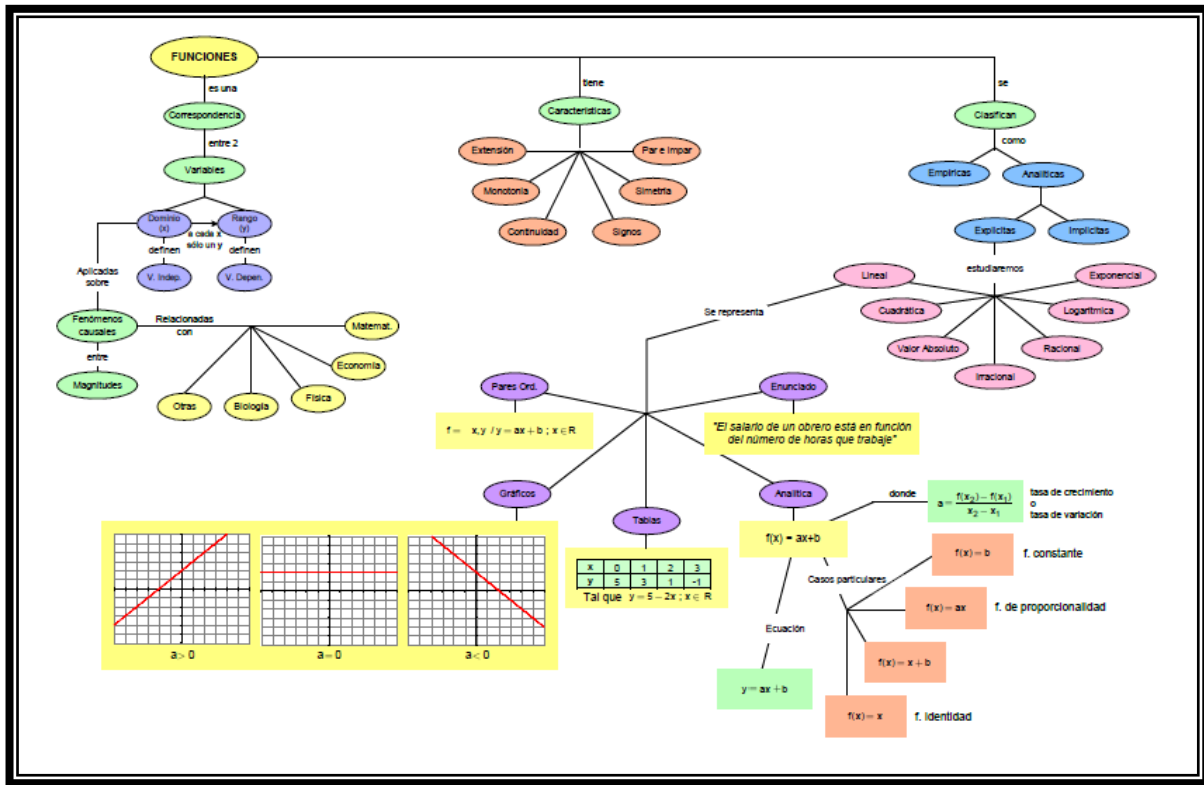 FUNCIONES
es una
Correspondencia
entre 2
Variables
Dominio
(x)
a cada x
sólo un y
Rango
(y)
definen
definen
V. Indep.
V. Depen.
Aplicadas
sobre
Fenómenos
causales
Relacionadas
con
entre
Magnitudes
Matemat.
Economía
Física
Biología
Otras
tiene
Características
Extensión
Par e Impar
Monotonía
Simetría
Continuidad
Signos
se
Clasifican
como
Empíricas
Analíticas
Explícitas
Implícitas
estudiaremos
Lineal
Exponencial
Cuadrática
Logarítmica
Valor Absoluto
Racional
Irracional
Se representa
Pares Ord.
f = x, y / y = ax + b ; x ∈ R
Enunciado
"El salario de un obrero está en función
del número de horas que trabaje"
Gráficos
a > 0
a = 0
a < 0
Tablas
x 0 1 2 3
y 5 3 1 -1
Tal que y = 5 − 2x ; x ∈ R
Analítica
f(x) = ax+b
donde
a = f(x₂) − f(x₁)
x₂ − x₁
tasa de crecimiento
o
tasa de variación
Casos particulares
f(x) = b
f. constante
f(x) = ax
f. de proporcionalidad
f(x) = x + b
f(x) = x
f. Identidad
Ecuación
y = ax + b